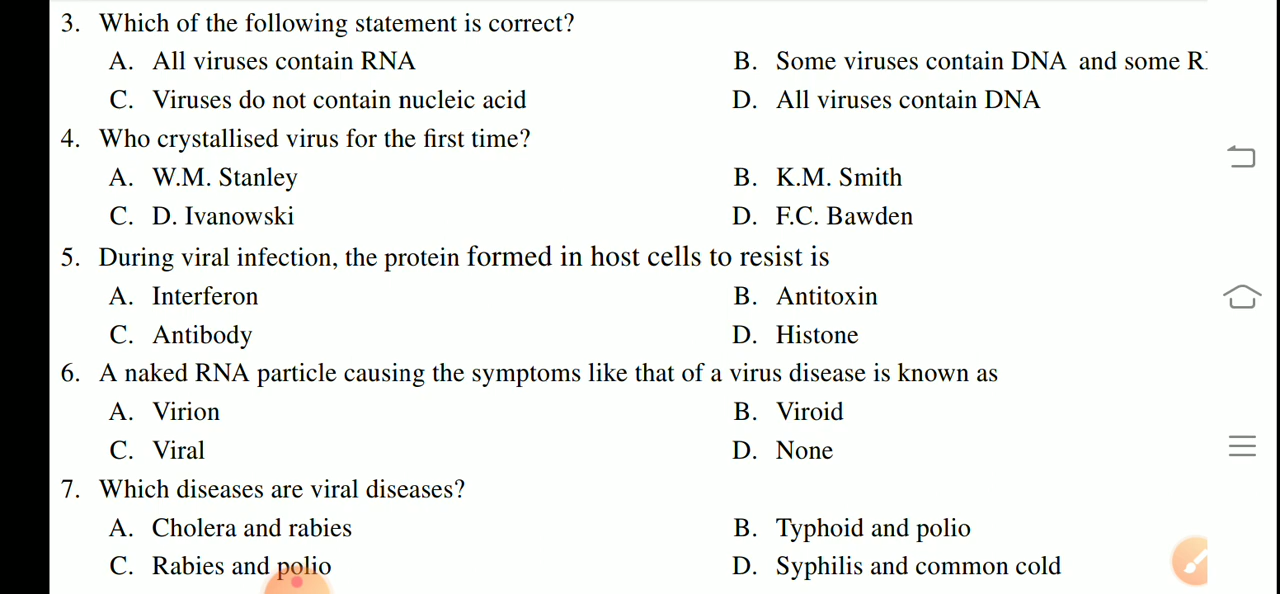 3. Which of the following statement is correct?
A. All viruses contain RNA B. Some viruses contain DNA and some
C. Viruses do not contain nucleic acid D. All viruses contain DNA
4. Who crystallised virus for the first time?
A. W.M. Stanley B. K.M. Smith
C. D. Ivanowski D. F.C. Bawden
5. During viral infection, the protein formed in host cells to resist is
A. Interferon B. Antitoxin
C. Antibody D. Histone
6. A naked RNA particle causing the symptoms like that of a virus disease is known as
A. Virion B. Viroid
C. Viral D. None
7. Which diseases are viral diseases?
A. Cholera and rabies B. Typhoid and polio
C. Rabies and polio D. Syphilis and common cold